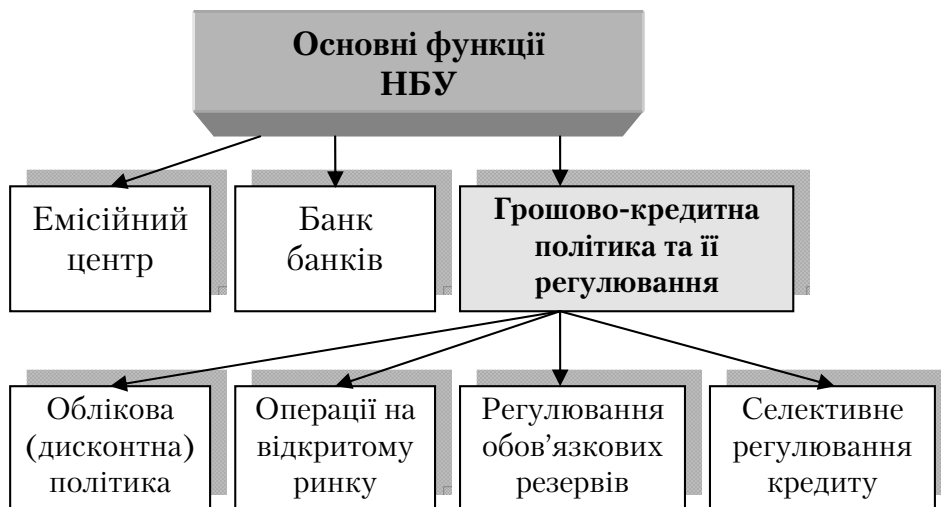 Основні функції
НБУ
Емісійний
центр
Банк
банків
Грошово-кредитна
політика та її
регулювання
Облікова
(дисконтна)
політика
Операції на
відкритому
ринку
Регулювання
обов’язкових
резервів
Селективне
регулювання
кредиту